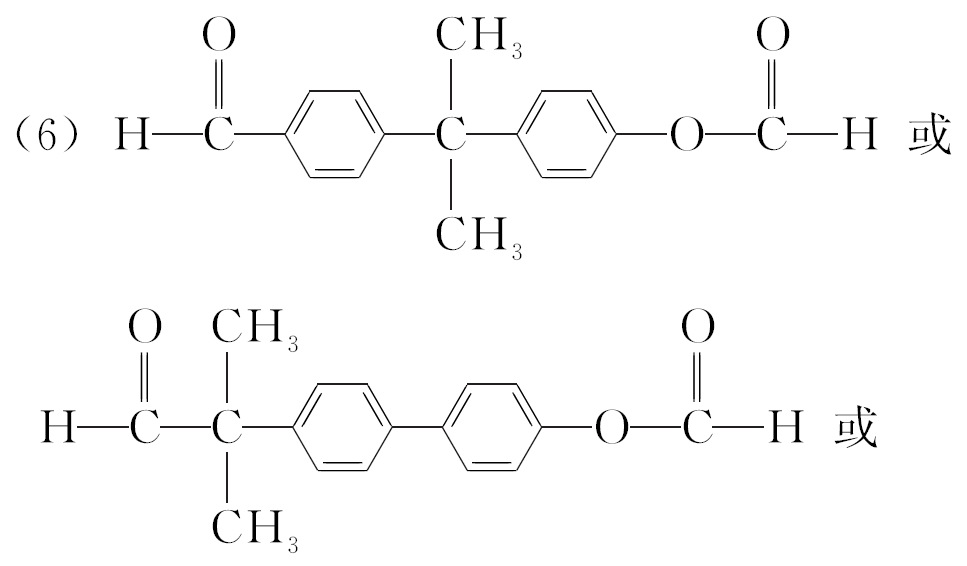 O CH₃ O
(6) H—C—C—O—C—H 或
CH₃
O CH₃ O
H—C—C—O—C—H 或
CH₃